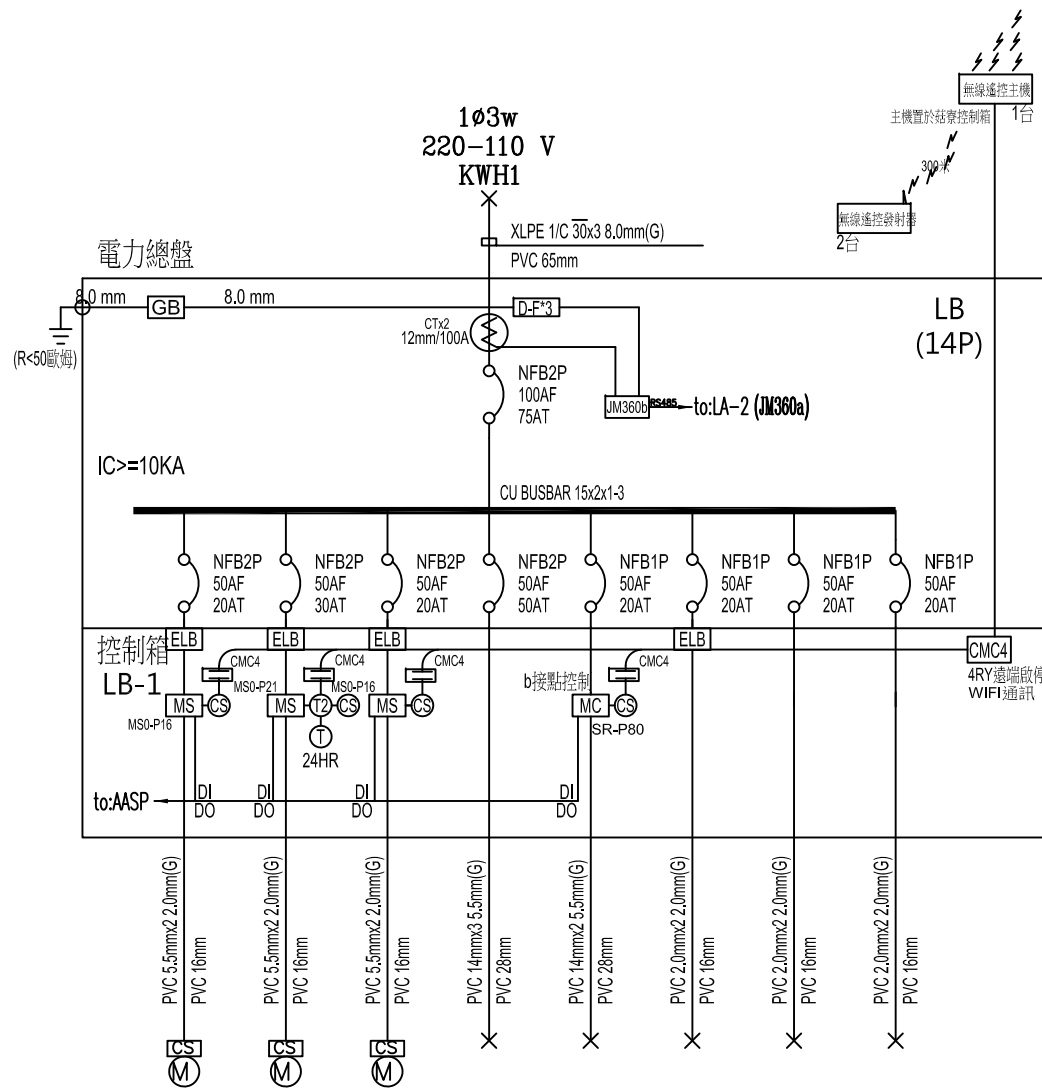 無線遙控主機
1台
主機置於菇寮控制箱
300米
無線遙控發射器
2台
1ø3w
220-110 V
KWH1
XLPE 1/C 30x3 8.0mm(G)
PVC 65mm
電力總盤
8.0 mm
GB
8.0 mm
(R<50歐姆)
D-F*3
CTx2
12mm/100A
LB
(14P)
NFB2P
100AF
75AT
JM360b
RS485
to:LA-2 (JM360a)
IC>=10KA
CU BUSBAR 15x2x1-3
NFB2P
50AF
20AT
NFB2P
50AF
30AT
NFB2P
50AF
20AT
NFB2P
50AF
50AT
NFB1P
50AF
20AT
NFB1P
50AF
20AT
NFB1P
50AF
20AT
NFB1P
50AF
20AT
控制箱
LB-1
ELB
ELB
ELB
ELB
CMC4
CMC4
CMC4
CMC4
CMC4
4RY遠端啟停
WIFI通訊
MS0-P16
MS
CS
MS0-P21
MS
T2
CS
T
24HR
MS0-P16
MS
CS
b接點控制
MC
CS
SR-P80
to:AASP
DI
DO
DI
DO
DI
DO
DI
DO
PVC 5.5mmx2 2.0mm(G)
PVC 16mm
PVC 5.5mmx2 2.0mm(G)
PVC 16mm
PVC 5.5mmx2 2.0mm(G)
PVC 16mm
PVC 14mmx3 5.5mm(G)
PVC 28mm
PVC 14mmx2 5.5mm(G)
PVC 28mm
PVC 2.0mmx2 2.0mm(G)
PVC 16mm
PVC 2.0mmx2 2.0mm(G)
PVC 16mm
PVC 2.0mmx2 2.0mm(G)
PVC 16mm
CS
M
CS
M
CS
M